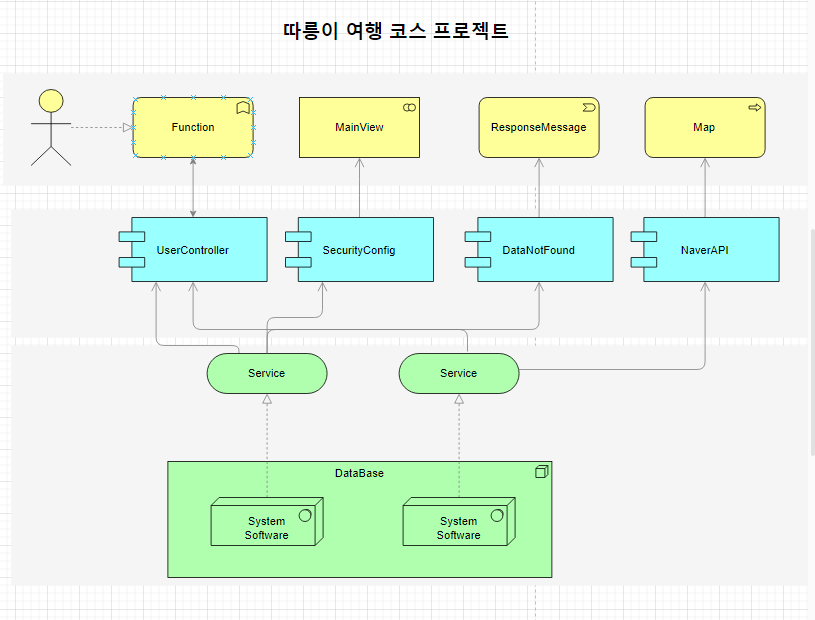 따릉이 여행 코스 프로젝트
Function
MainView
ResponseMessage
Map
UserController
SecurityConfig
DataNotFound
NaverAPI
Service
Service
DataBase
System
Software
System
Software